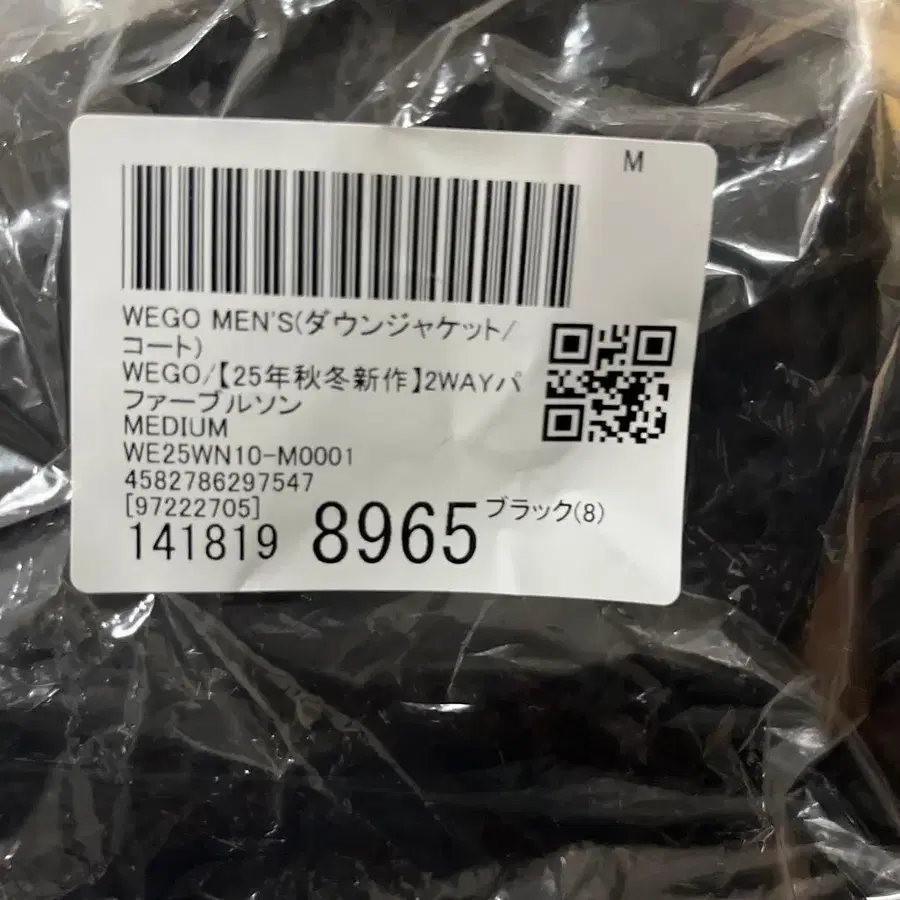 M
WEGO MEN'S(ダウンジャケット/
コート)
WEGO/【25年秋冬新作】2WAYパ
ファーブルソン
MEDIUM
WE25WN10-M0001
4582786297547
[97222705]
ブラック(8)
141819 8965